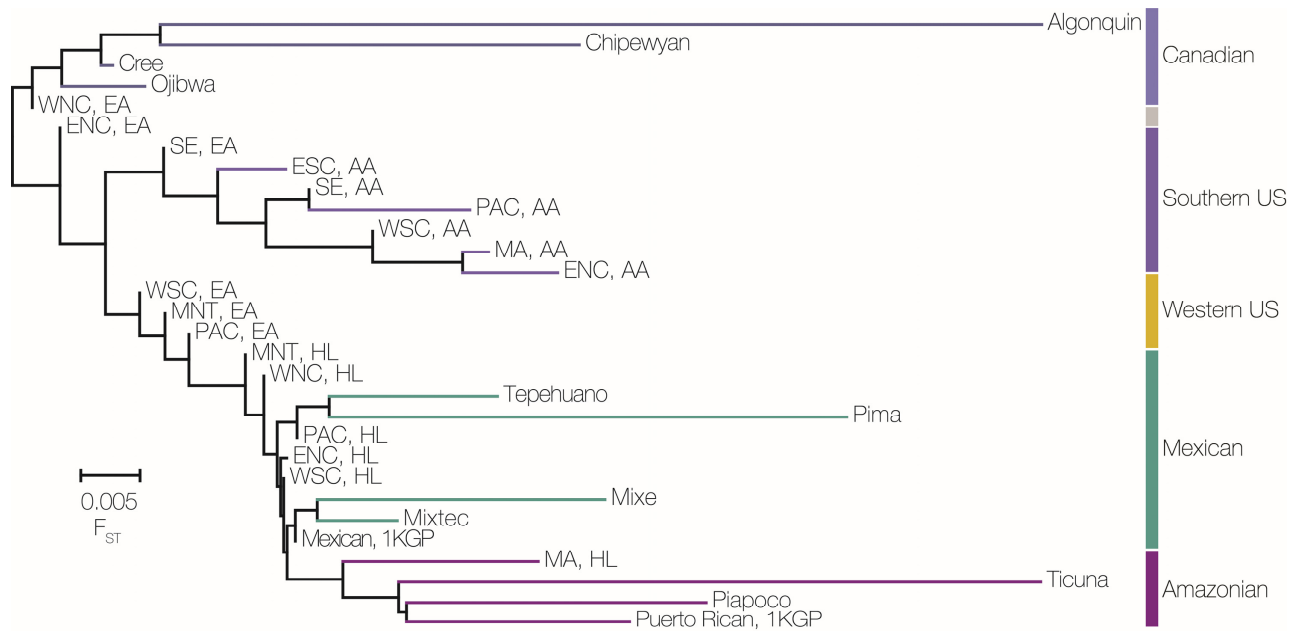 Algonquin
Chipewyan
Cree
Ojibwa
WNC, EA
ENC, EA
SE, EA
ESC, AA
SE, AA
PAC, AA
WSC, AA
MA, AA
ENC, AA
WSC, EA
MNT, EA
PAC, EA
MNT, HL
WNC, HL
Tepehuano
Pima
PAC, HL
ENC, HL
WSC, HL
Mixe
Mixtec
Mexican, 1KGP
MA, HL
Ticuna
Piapoco
Puerto Rican, 1KGP
0.005
FST
Canadian
Southern US
Western US
Mexican
Amazonian